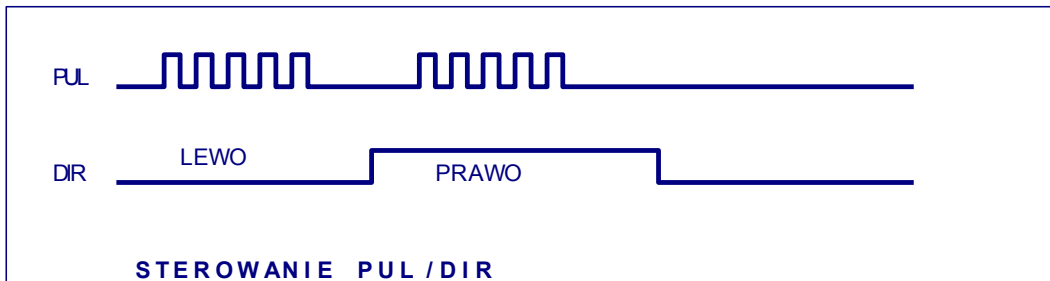 PUL
LEWO
DIR
PRAWO
STEROWANIE PUL / DIR